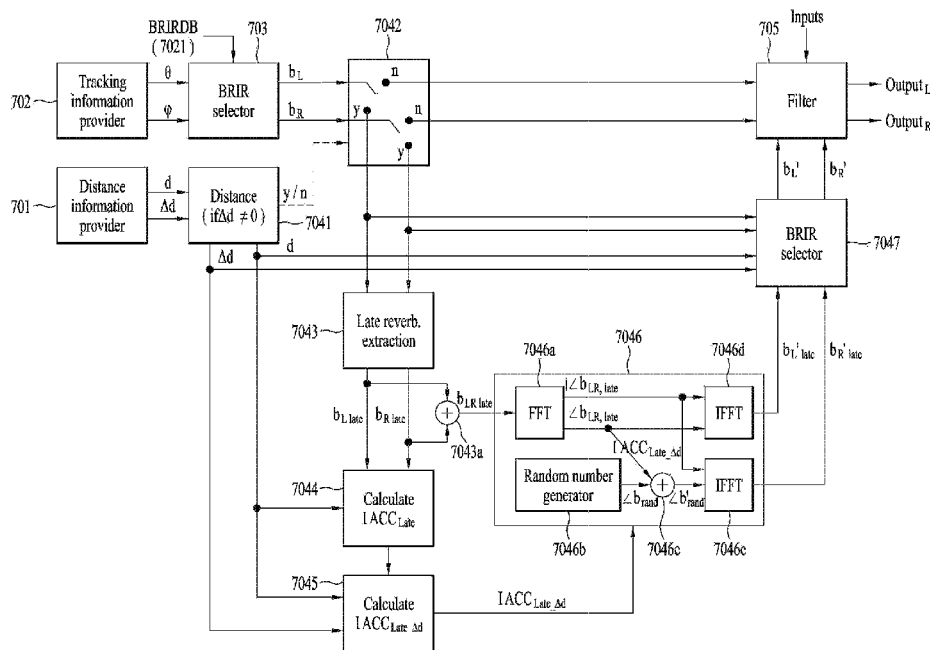 BRIRDB
( 7021 )
703
7042
705
Inputs
702
Tracking
information
provider
θ
φ
BRIR
selector
b_L
b_R
n
y
n
y
Filter
Output_L
Output_R
b_L'
b_R'
701
Distance
information
provider
d
Δd
Distance
( ifΔd ≠ 0 )
y / n
7041
Δd
d
BRIR
selector
7047
7043
Late reverb.
extraction
b_L late
b_R late
7043a
b_LR late
7046
7046a
7046d
FFT
|∠b_LR, late
∠b_LR, late
IACC_Late_Δd
IFFT
b_L' late
b_R' late
Random number
generator
∠b_rand
∠b'_rand
IFFT
7046b
7046c
7046e
7044
Calculate
IACC_Late
7045
Calculate
IACC_Late_Δd
IACC_Late_Δd